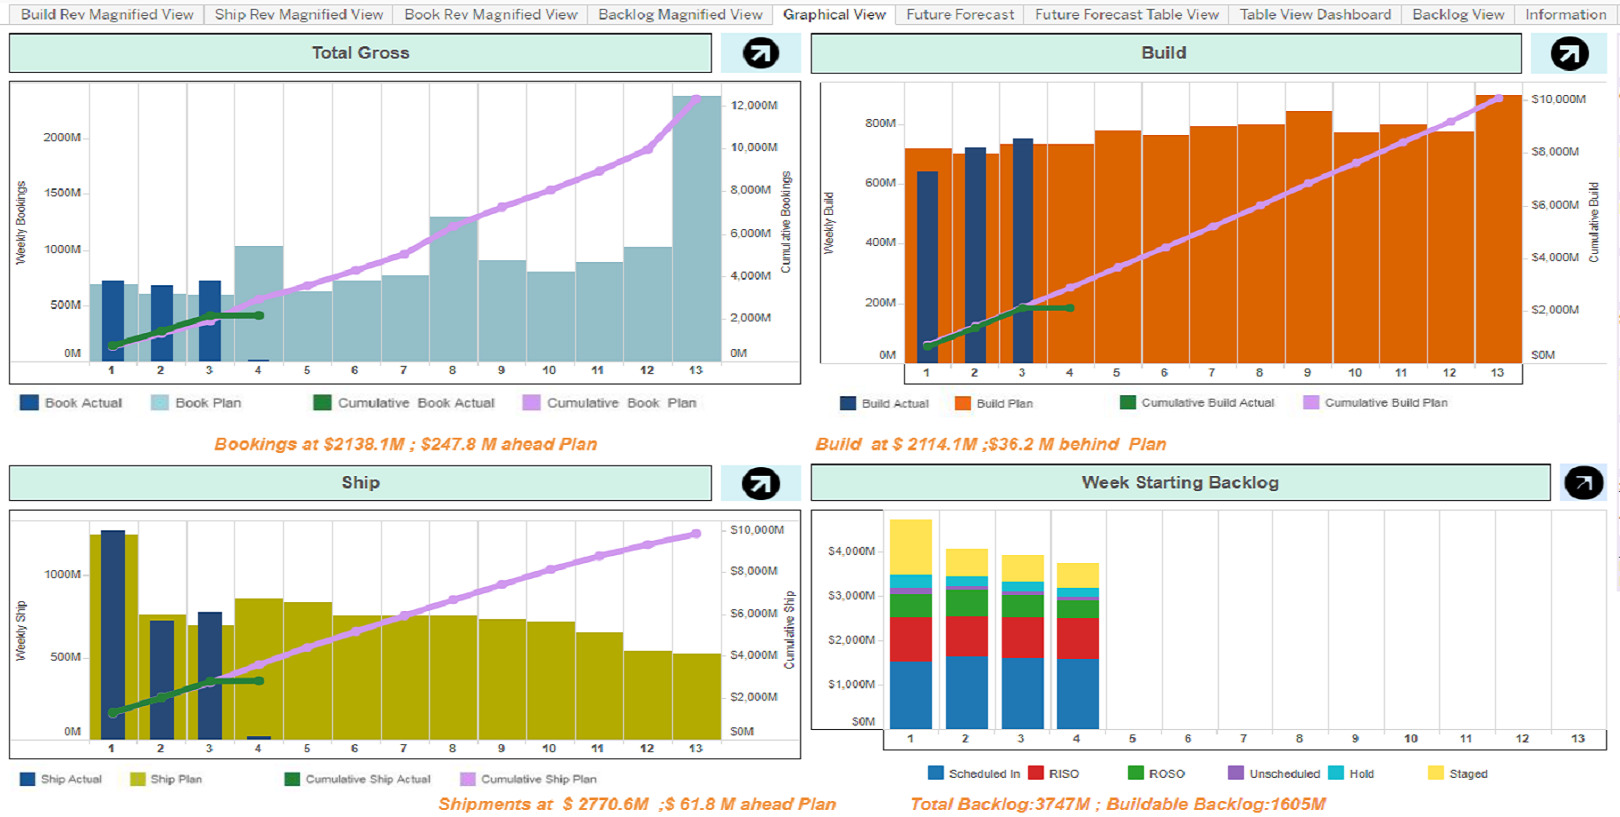 Build Rev Magnified View Ship Rev Magnified View Book Rev Magnified View Backlog Magnified View Graphical View Future Forecast Future Forecast Table View Table View Dashboard Backlog View Information
Total Gross
Weekly Bookings
2000M
1500M
1000M
500M
0M
12,000M
10,000M
8,000M
6,000M
4,000M
2,000M
0M
Cumulative Bookings
1 2 3 4 5 6 7 8 9 10 11 12 13
Book Actual Book Plan Cumulative Book Actual Cumulative Book Plan
Bookings at $2138.1M ; $247.8 M ahead Plan
Build
Weekly Build
800M
600M
400M
200M
0M
$10,000M
$8,000M
$6,000M
$4,000M
$2,000M
$0M
Cumulative Build
1 2 3 4 5 6 7 8 9 10 11 12 13
Build Actual Build Plan Cumulative Build Actual Cumulative Build Plan
Build at $ 2114.1M ;$36.2 M behind Plan
Ship
Weekly Ship
1000M
500M
0M
$10,000M
$8,000M
$6,000M
$4,000M
$2,000M
$0M
Cumulative Ship
1 2 3 4 5 6 7 8 9 10 11 12 13
Ship Actual Ship Plan Cumulative Ship Actual Cumulative Ship Plan
Shipments at $ 2770.6M ;$ 61.8 M ahead Plan
Week Starting Backlog
$4,000M
$3,000M
$2,000M
$1,000M
$0M
1 2 3 4 5 6 7 8 9 10 11 12 13
Scheduled In RISO ROSO Unscheduled Hold Staged
Total Backlog:3747M ; Buildable Backlog:1605M